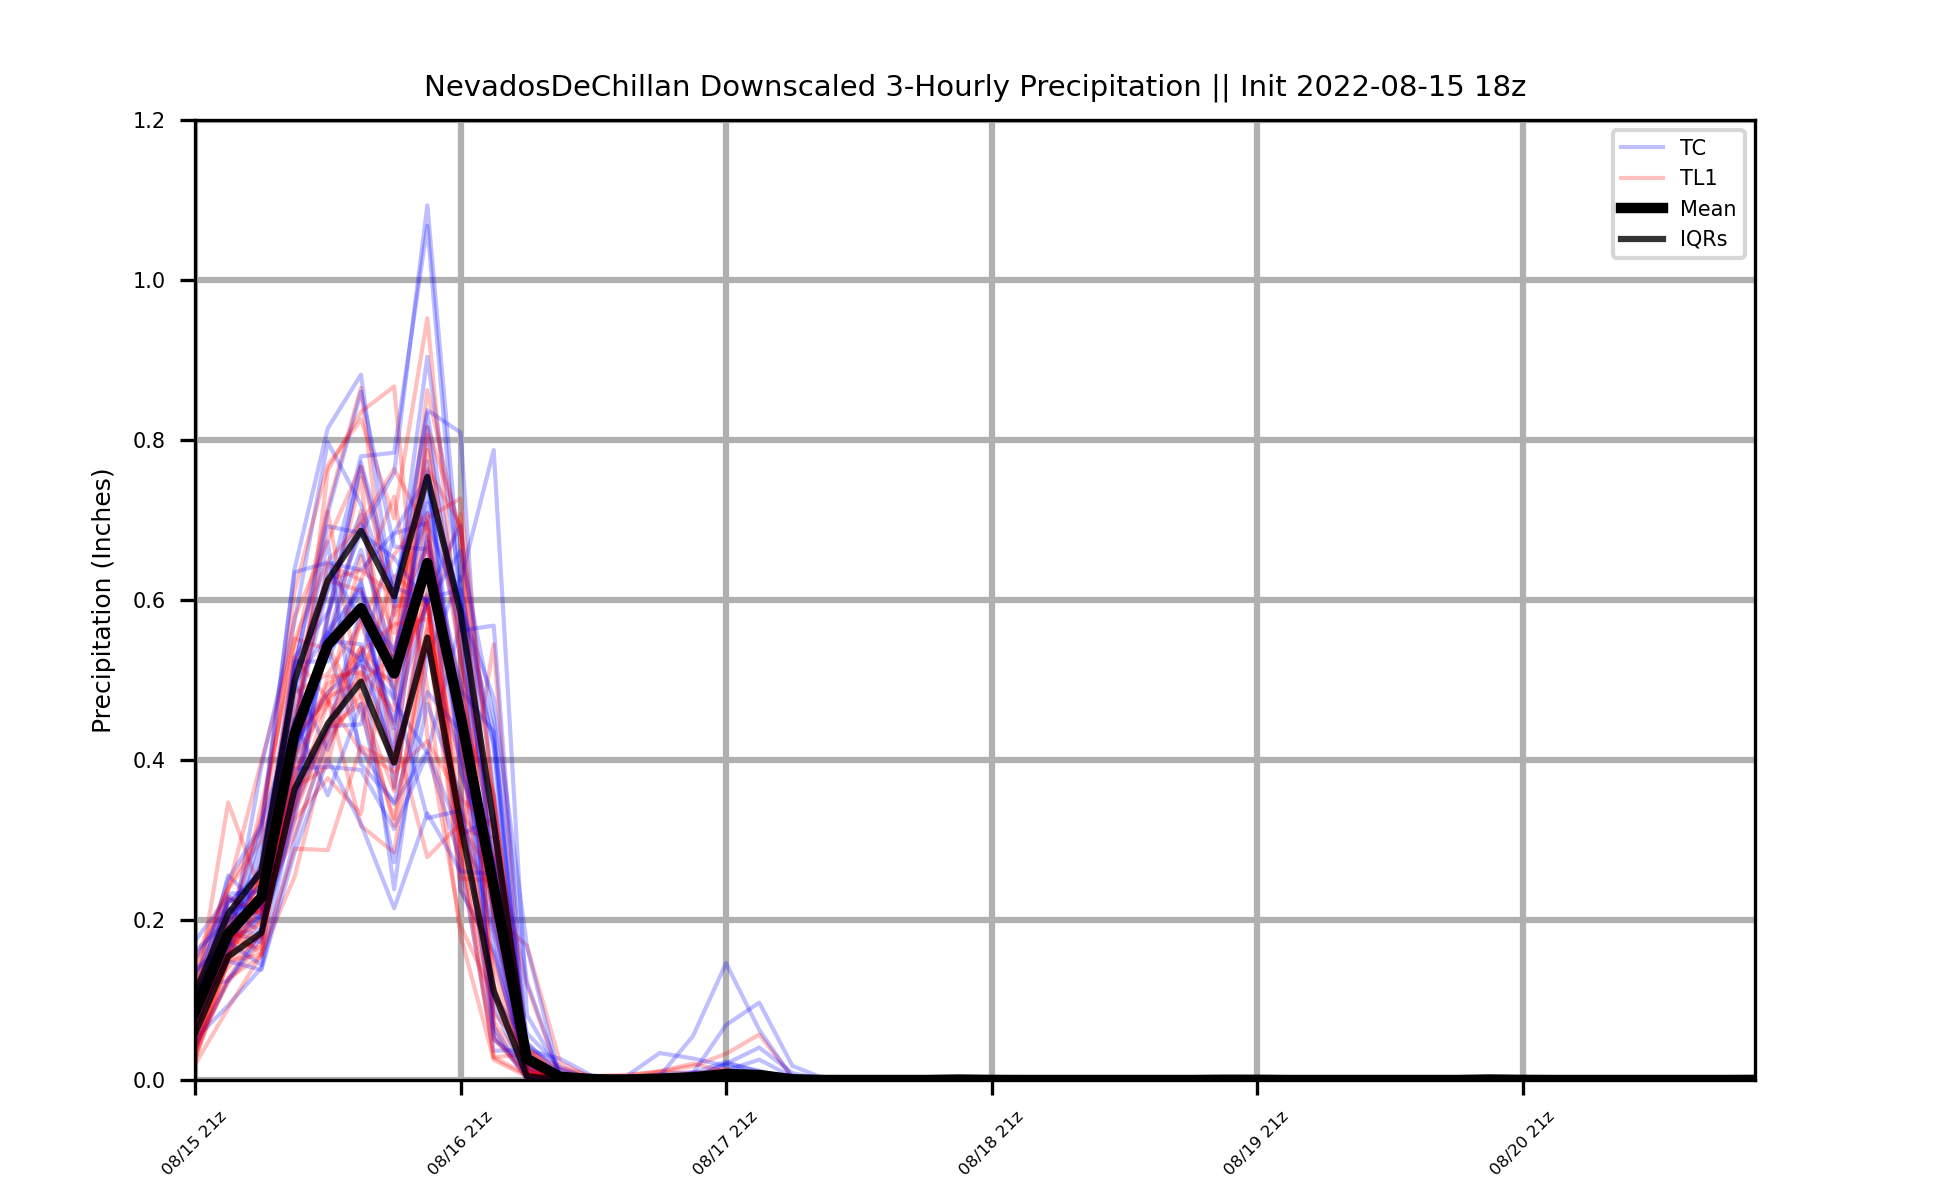 NevadosDeChillan Downscaled 3-Hourly Precipitation || Init 2022-08-15 18z
Precipitation (Inches)
1.2
1.0
0.8
0.6
0.4
0.2
0.0
TC
TL1
Mean
IQRs
08/15 21z
08/16 21z
08/17 21z
08/18 21z
08/19 21z
08/20 21z